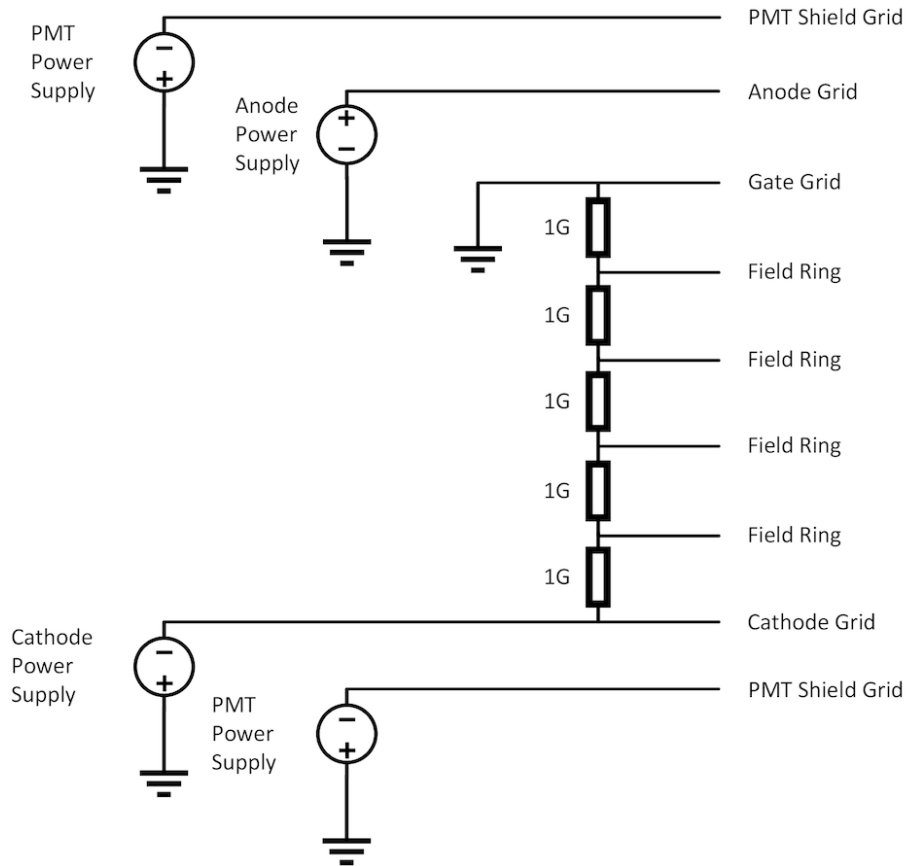 PMT Shield Grid
PMT
Power
Supply
−
+
Anode Grid
Anode
Power
Supply
+
−
Gate Grid
1G
Field Ring
1G
Field Ring
1G
Field Ring
1G
Field Ring
1G
Cathode Grid
Cathode
Power
Supply
−
+
PMT Shield Grid
PMT
Power
Supply
−
+